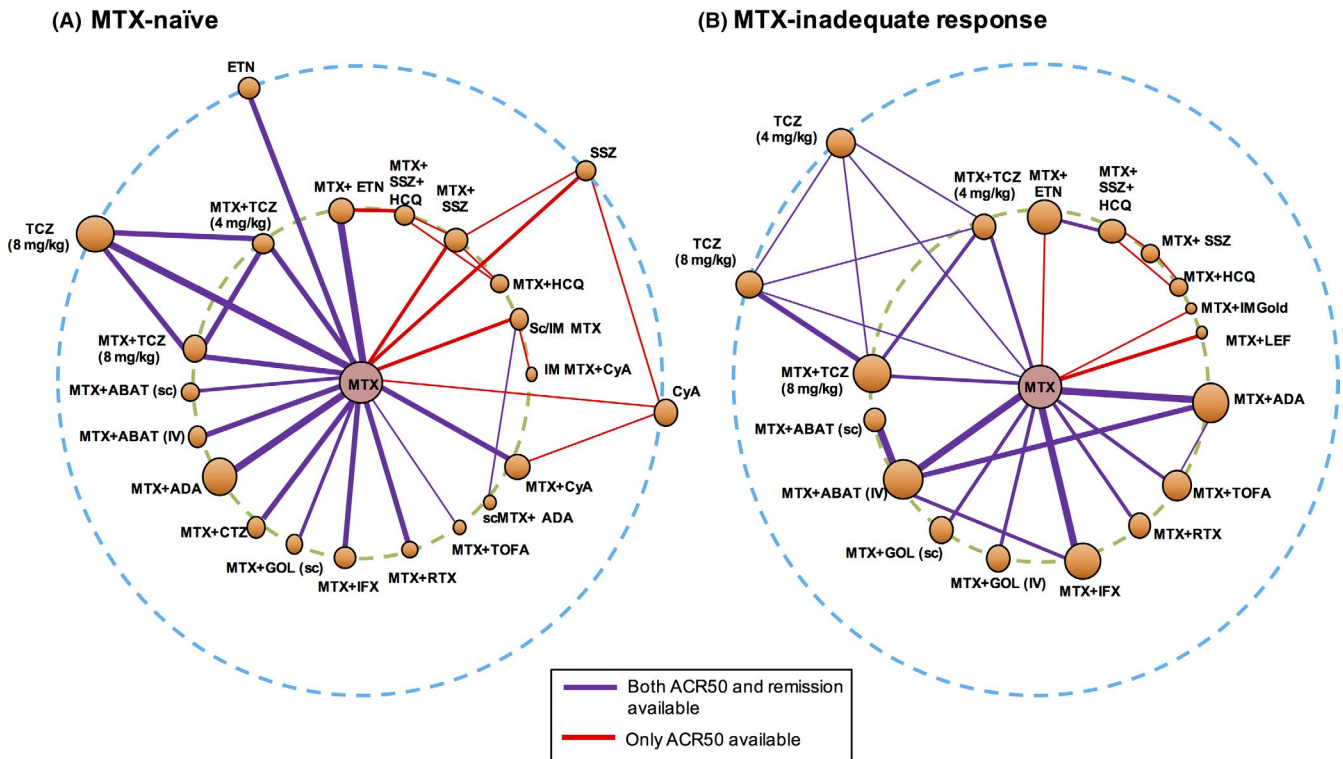 (A) MTX-naïve
(B) MTX-inadequate response
ETN
SSZ
MTX+ ETN
MTX+
SSZ+
HCQ
MTX+
SSZ
MTX+TCZ
(4 mg/kg)
TCZ
(8 mg/kg)
MTX+HCQ
Sc/IM MTX
MTX+TCZ
(8 mg/kg)
IM MTX+CyA
MTX
MTX+ABAT (sc)
CyA
MTX+ABAT (IV)
MTX+ADA
MTX+CyA
scMTX+ ADA
MTX+CTZ
MTX+TOFA
MTX+GOL (sc)
MTX+RTX
MTX+IFX
TCZ
(4 mg/kg)
MTX+TCZ
(4 mg/kg)
MTX+
ETN
MTX+
SSZ+
HCQ
MTX+ SSZ
TCZ
(8 mg/kg)
MTX+HCQ
MTX+IMGold
MTX+LEF
MTX+TCZ
(8 mg/kg)
MTX
MTX+ADA
MTX+ABAT (sc)
MTX+ABAT (IV)
MTX+TOFA
MTX+RTX
MTX+GOL (sc)
MTX+GOL (IV)
MTX+IFX
Both ACR50 and remission
available
Only ACR50 available